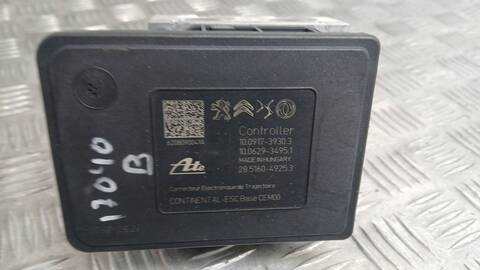 Controller
10.0917-3930.3
10.0629-3495.1
MADE IN HUNGARY
28.5160-4925.3
Ate
Correcteur Electronique de Trajectoire
CONTINENTAL -ESC Base CEM00
13040
B